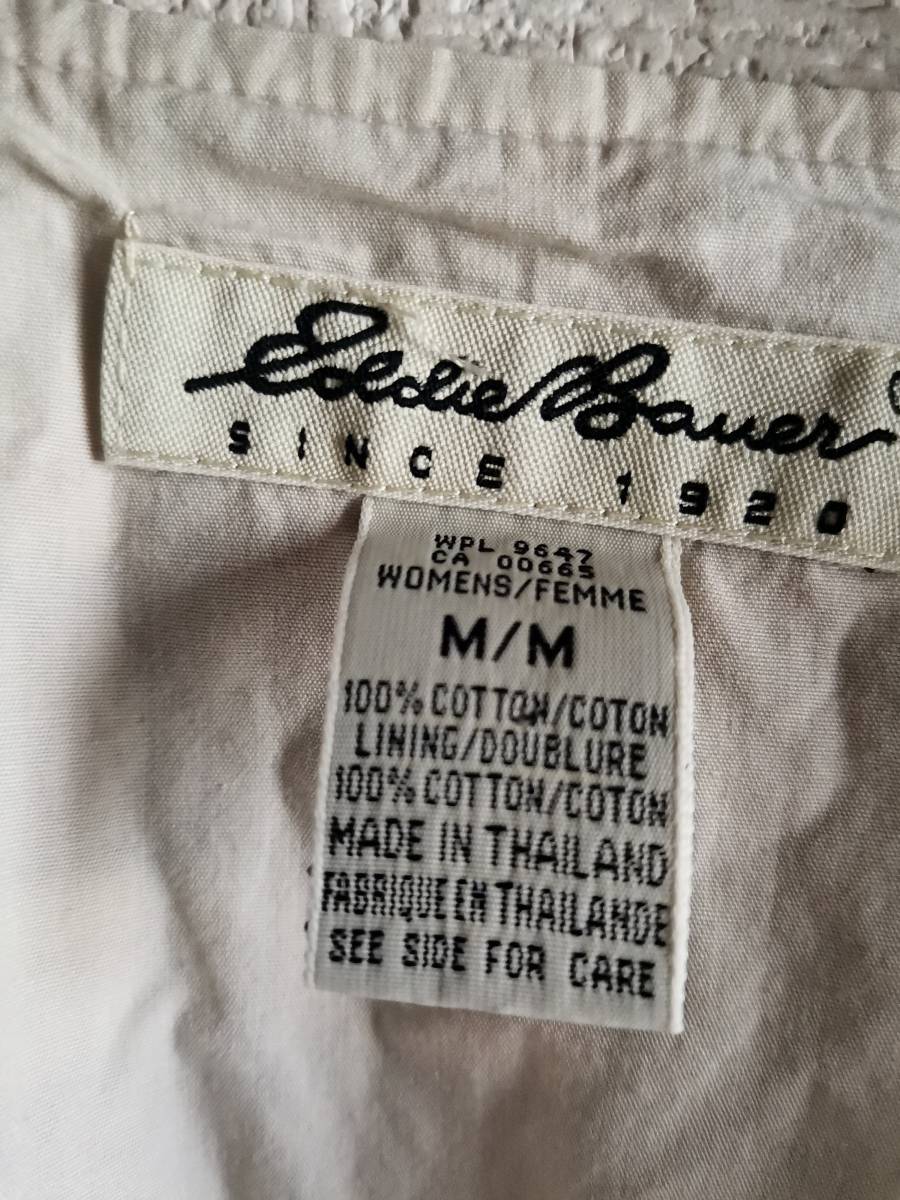 Eddie Bauer
SINCE 1920
WPL 9647
CA 00665
WOMENS/FEMME
M/M
100% COTTON/COTON
LINING/DOUBLURE
100% COTTON/COTON
MADE IN THAILAND
FABRIQUE EN THAILANDE
SEE SIDE FOR CARE